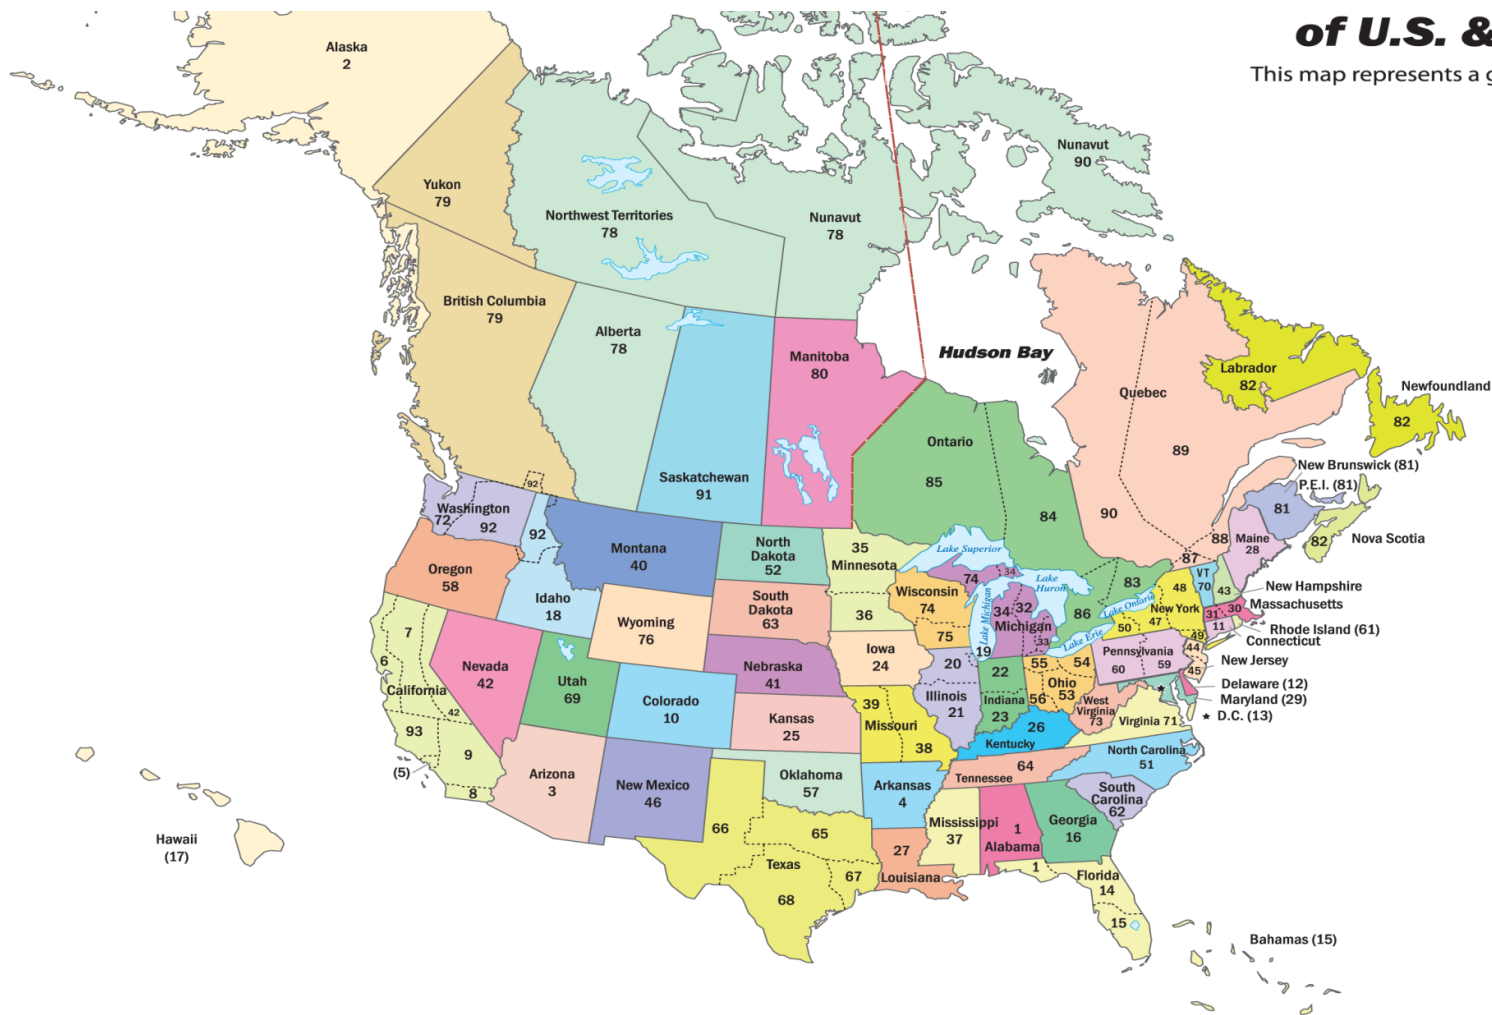 of U.S. &
This map represents a g
Alaska
2
Yukon
79
Northwest Territories
78
Nunavut
78
Nunavut
90
British Columbia
79
Alberta
78
Saskatchewan
91
Manitoba
80
Hudson Bay
Ontario
85
84
83
86
Quebec
89
90
88
87
Labrador
82
Newfoundland
82
New Brunswick (81)
P.E.I. (81)
81
82
Nova Scotia
Maine
28
Washington
72
92
92
92
Oregon
58
Idaho
18
Montana
40
North
Dakota
52
South
Dakota
63
35
Minnesota
36
Lake Superior
Lake Michigan
Lake
Huron
Lake Ontario
Lake Erie
Wisconsin
74
75
74
34
34
32
Michigan
33
19
Wyoming
76
Nebraska
41
Iowa
24
20
Illinois
21
22
Indiana
23
55
54
Ohio
56
53
Pennsylvania
60
59
48
New York
47
50
49
VT
70
43
New Hampshire
31
30
Massachusetts
11
Rhode Island (61)
Connecticut
44
45
New Jersey
Delaware (12)
Maryland (29)
D.C. (13)
7
6
California
42
93
9
(5)
8
Nevada
42
Utah
69
Colorado
10
Kansas
25
39
Missouri
38
26
Kentucky
West
Virginia
73
Virginia 71
Arizona
3
New Mexico
46
Oklahoma
57
Arkansas
4
64
Tennessee
North Carolina
51
South
Carolina
62
Mississippi
37
1
Alabama
1
Georgia
16
66
65
Texas
67
68
27
Louisiana
Florida
14
15
Hawaii
(17)
Bahamas (15)